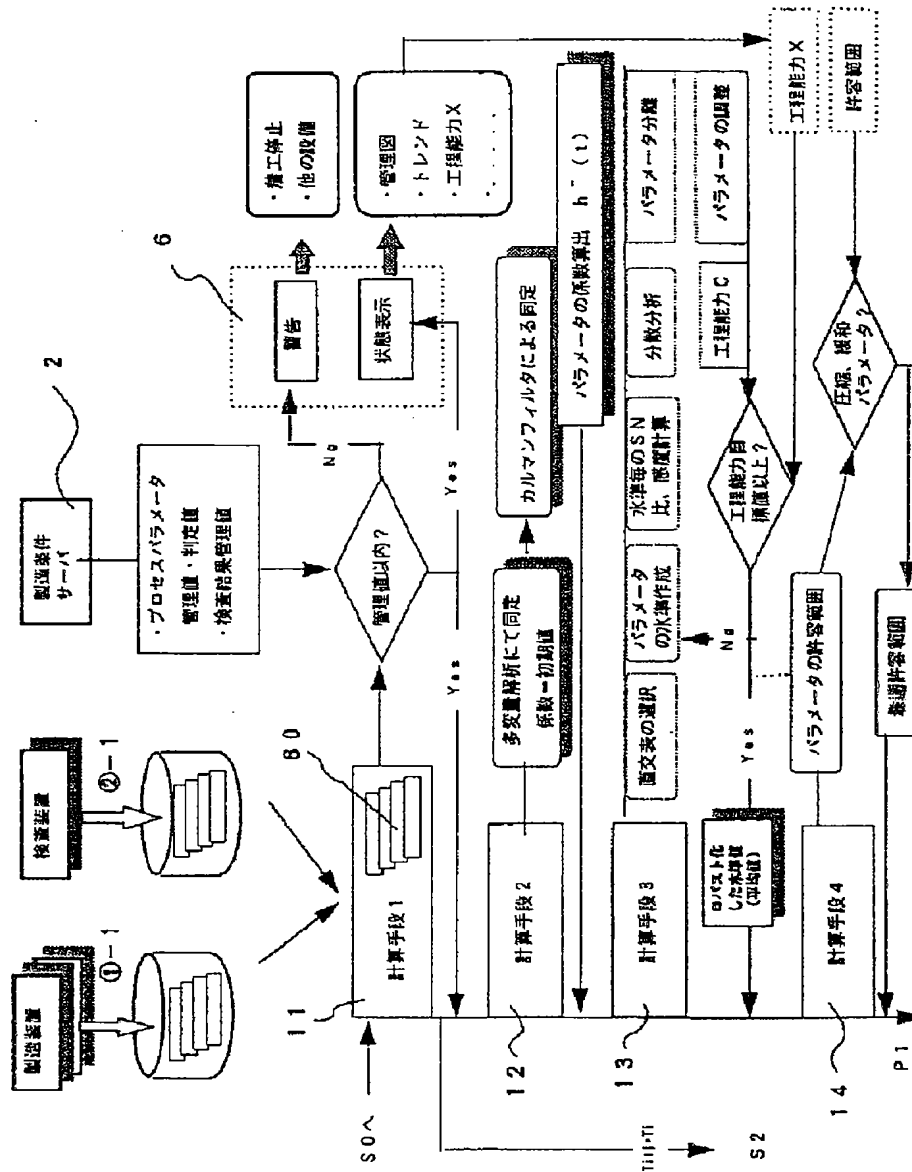 製造装置
①-1
検査装置
②-1
製造条件
サーバ
2
・プロセスパラメータ
管理値・判定値
・検査結果管理値
S0へ
計算手段1
80
11
管理値以内?
No
Yes
Yes
6
警告
状態表示
・着工停止
・他の設備
・管理図
・トレンド
・工程能力X
・.....
計算手段2
12
多変量解析にて同定
係数=初期値
カルマンフィルタによる同定
パラメータの係数算出 h~(t)
計算手段3
13
直交表の選択
パラメータ
の水準作成
水準毎のSN
比、感度計算
分散分析
パラメータ分離
工程能力C
パラメータの調整
工程能力目
標値以上?
No
Yes
ロバスト化
した水準値
(平均値)
計算手段4
14
パラメータの許容範囲
圧縮、緩和
パラメータ?
工程能力X
許容範囲
最適許容範囲
S2
P1